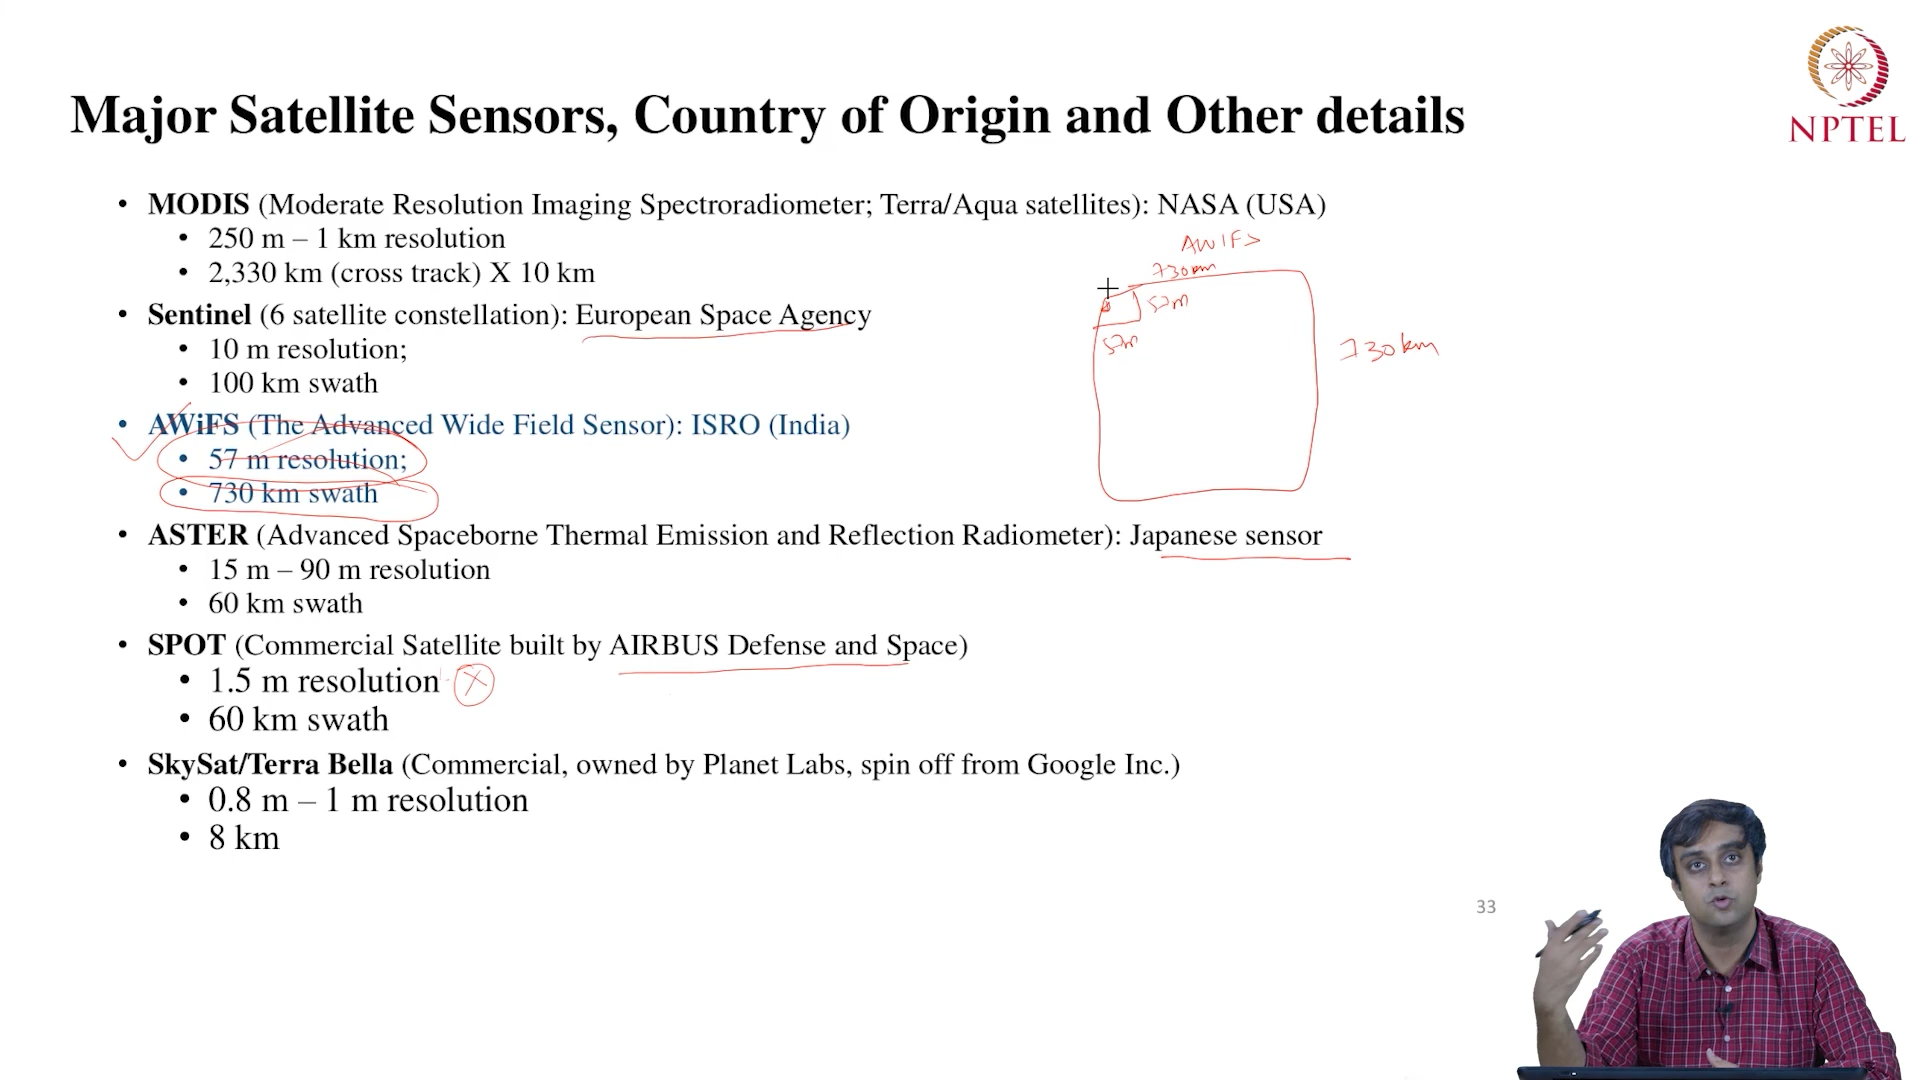 NPTEL
Major Satellite Sensors, Country of Origin and Other details
• MODIS (Moderate Resolution Imaging Spectroradiometer; Terra/Aqua satellites): NASA (USA)
• 250 m – 1 km resolution
• 2,330 km (cross track) X 10 km
• Sentinel (6 satellite constellation): European Space Agency
• 10 m resolution;
• 100 km swath
• AWiFS (The Advanced Wide Field Sensor): ISRO (India)
• 57 m resolution;
• 730 km swath
• ASTER (Advanced Spaceborne Thermal Emission and Reflection Radiometer): Japanese sensor
• 15 m – 90 m resolution
• 60 km swath
• SPOT (Commercial Satellite built by AIRBUS Defense and Space)
• 1.5 m resolution
• 60 km swath
• SkySat/Terra Bella (Commercial, owned by Planet Labs, spin off from Google Inc.)
• 0.8 m – 1 m resolution
• 8 km
AWIFS
730km
57m
57m
730km
33